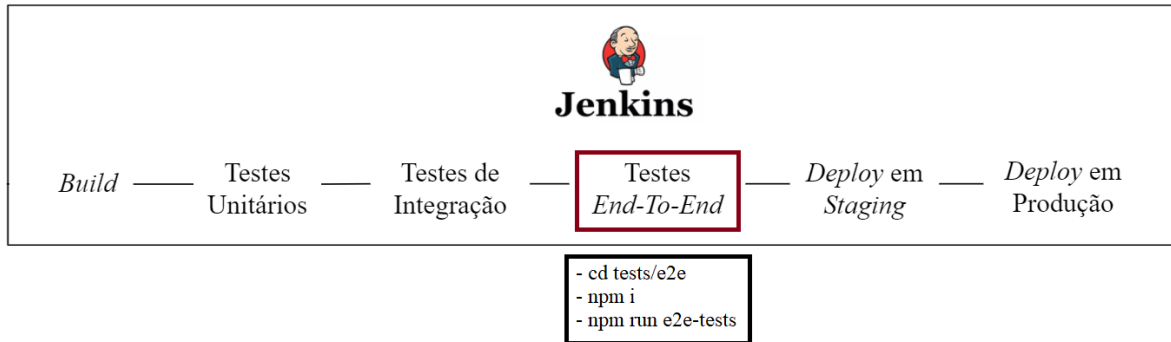 Jenkins
Build
Testes
Unitários
Testes de
Integração
Testes
End-To-End
Deploy em
Staging
Deploy em
Produção
- cd tests/e2e
- npm i
- npm run e2e-tests